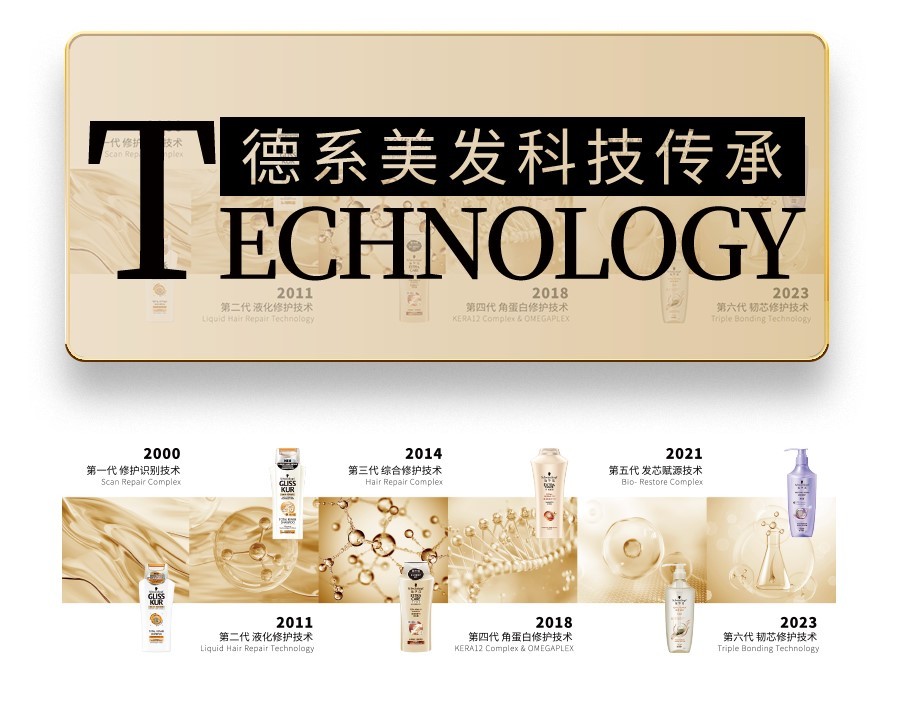 德系美发科技传承
TECHNOLOGY
一代 修护 技术
Scan Repair Complex
2011
第二代 液化修护技术
Liquid Hair Repair Technology
2018
第四代 角蛋白修护技术
KERA12 Complex & OMEGAPLEX
2023
第六代 韧芯修护技术
Triple Bonding Technology
2000
第一代 修护识别技术
Scan Repair Complex
2014
第三代 综合修护技术
Hair Repair Complex
2021
第五代 发芯赋源技术
Bio- Restore Complex
GLISS
KUR
GLISS
KUR
2011
第二代 液化修护技术
Liquid Hair Repair Technology
2018
第四代 角蛋白修护技术
KERA12 Complex & OMEGAPLEX
2023
第六代 韧芯修护技术
Triple Bonding Technology